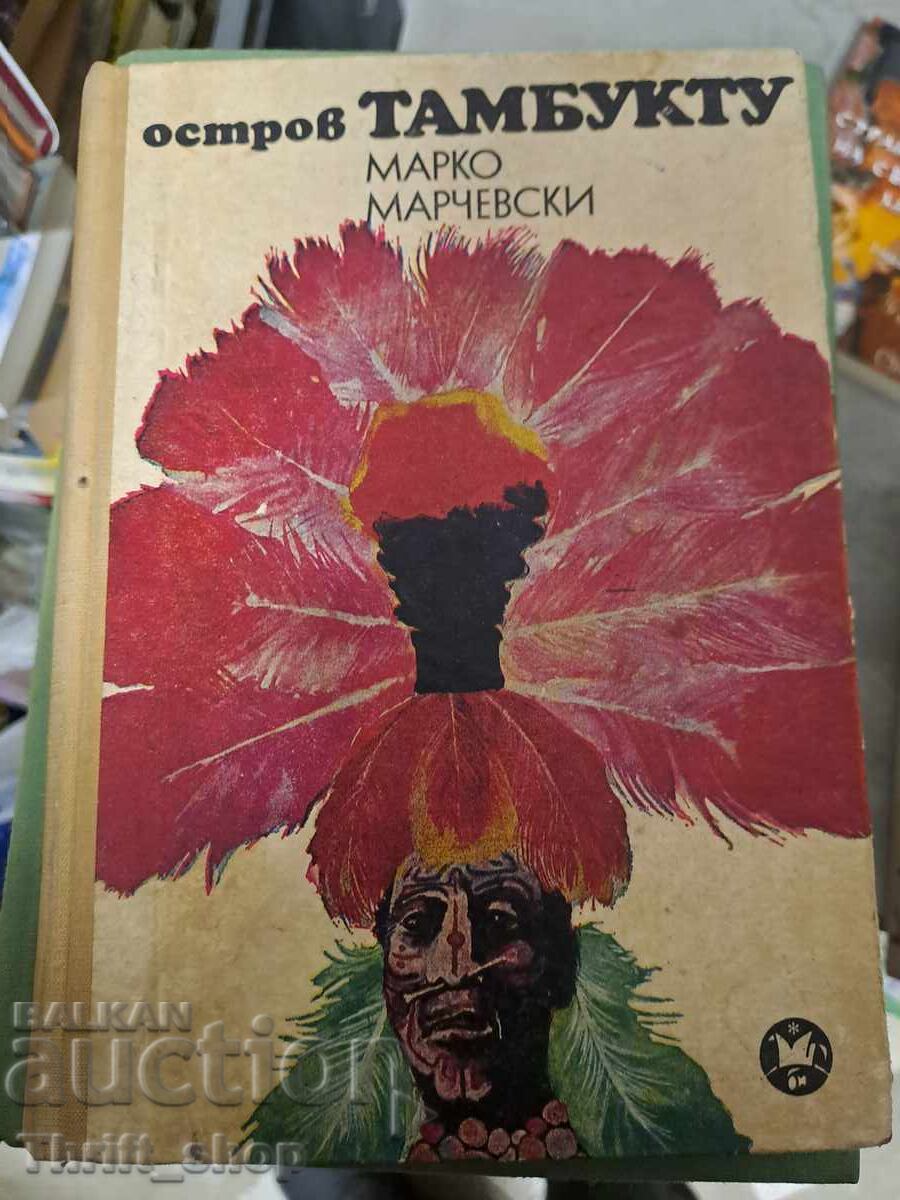 остров ТАМБУКТУ
МАРКО
МАРЧЕВСКИ
BALKAN
auction
Thrift_shop